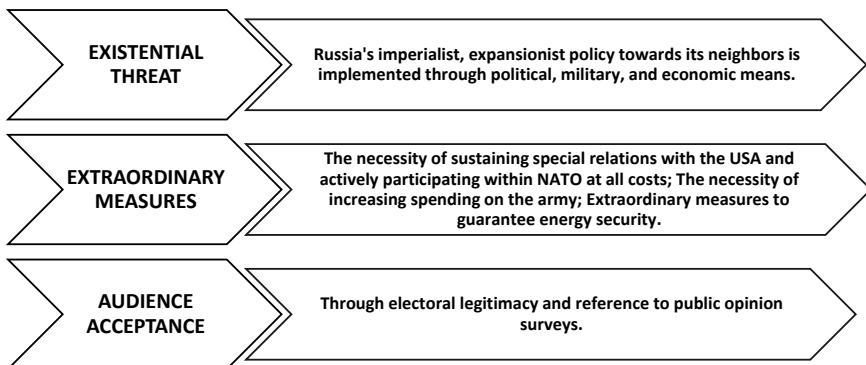 EXISTENTIAL
THREAT
Russia's imperialist, expansionist policy towards its neighbors is
implemented through political, military, and economic means.
EXTRAORDINARY
MEASURES
The necessity of sustaining special relations with the USA and
actively participating within NATO at all costs; The necessity of
increasing spending on the army; Extraordinary measures to
guarantee energy security.
AUDIENCE
ACCEPTANCE
Through electoral legitimacy and reference to public opinion
surveys.